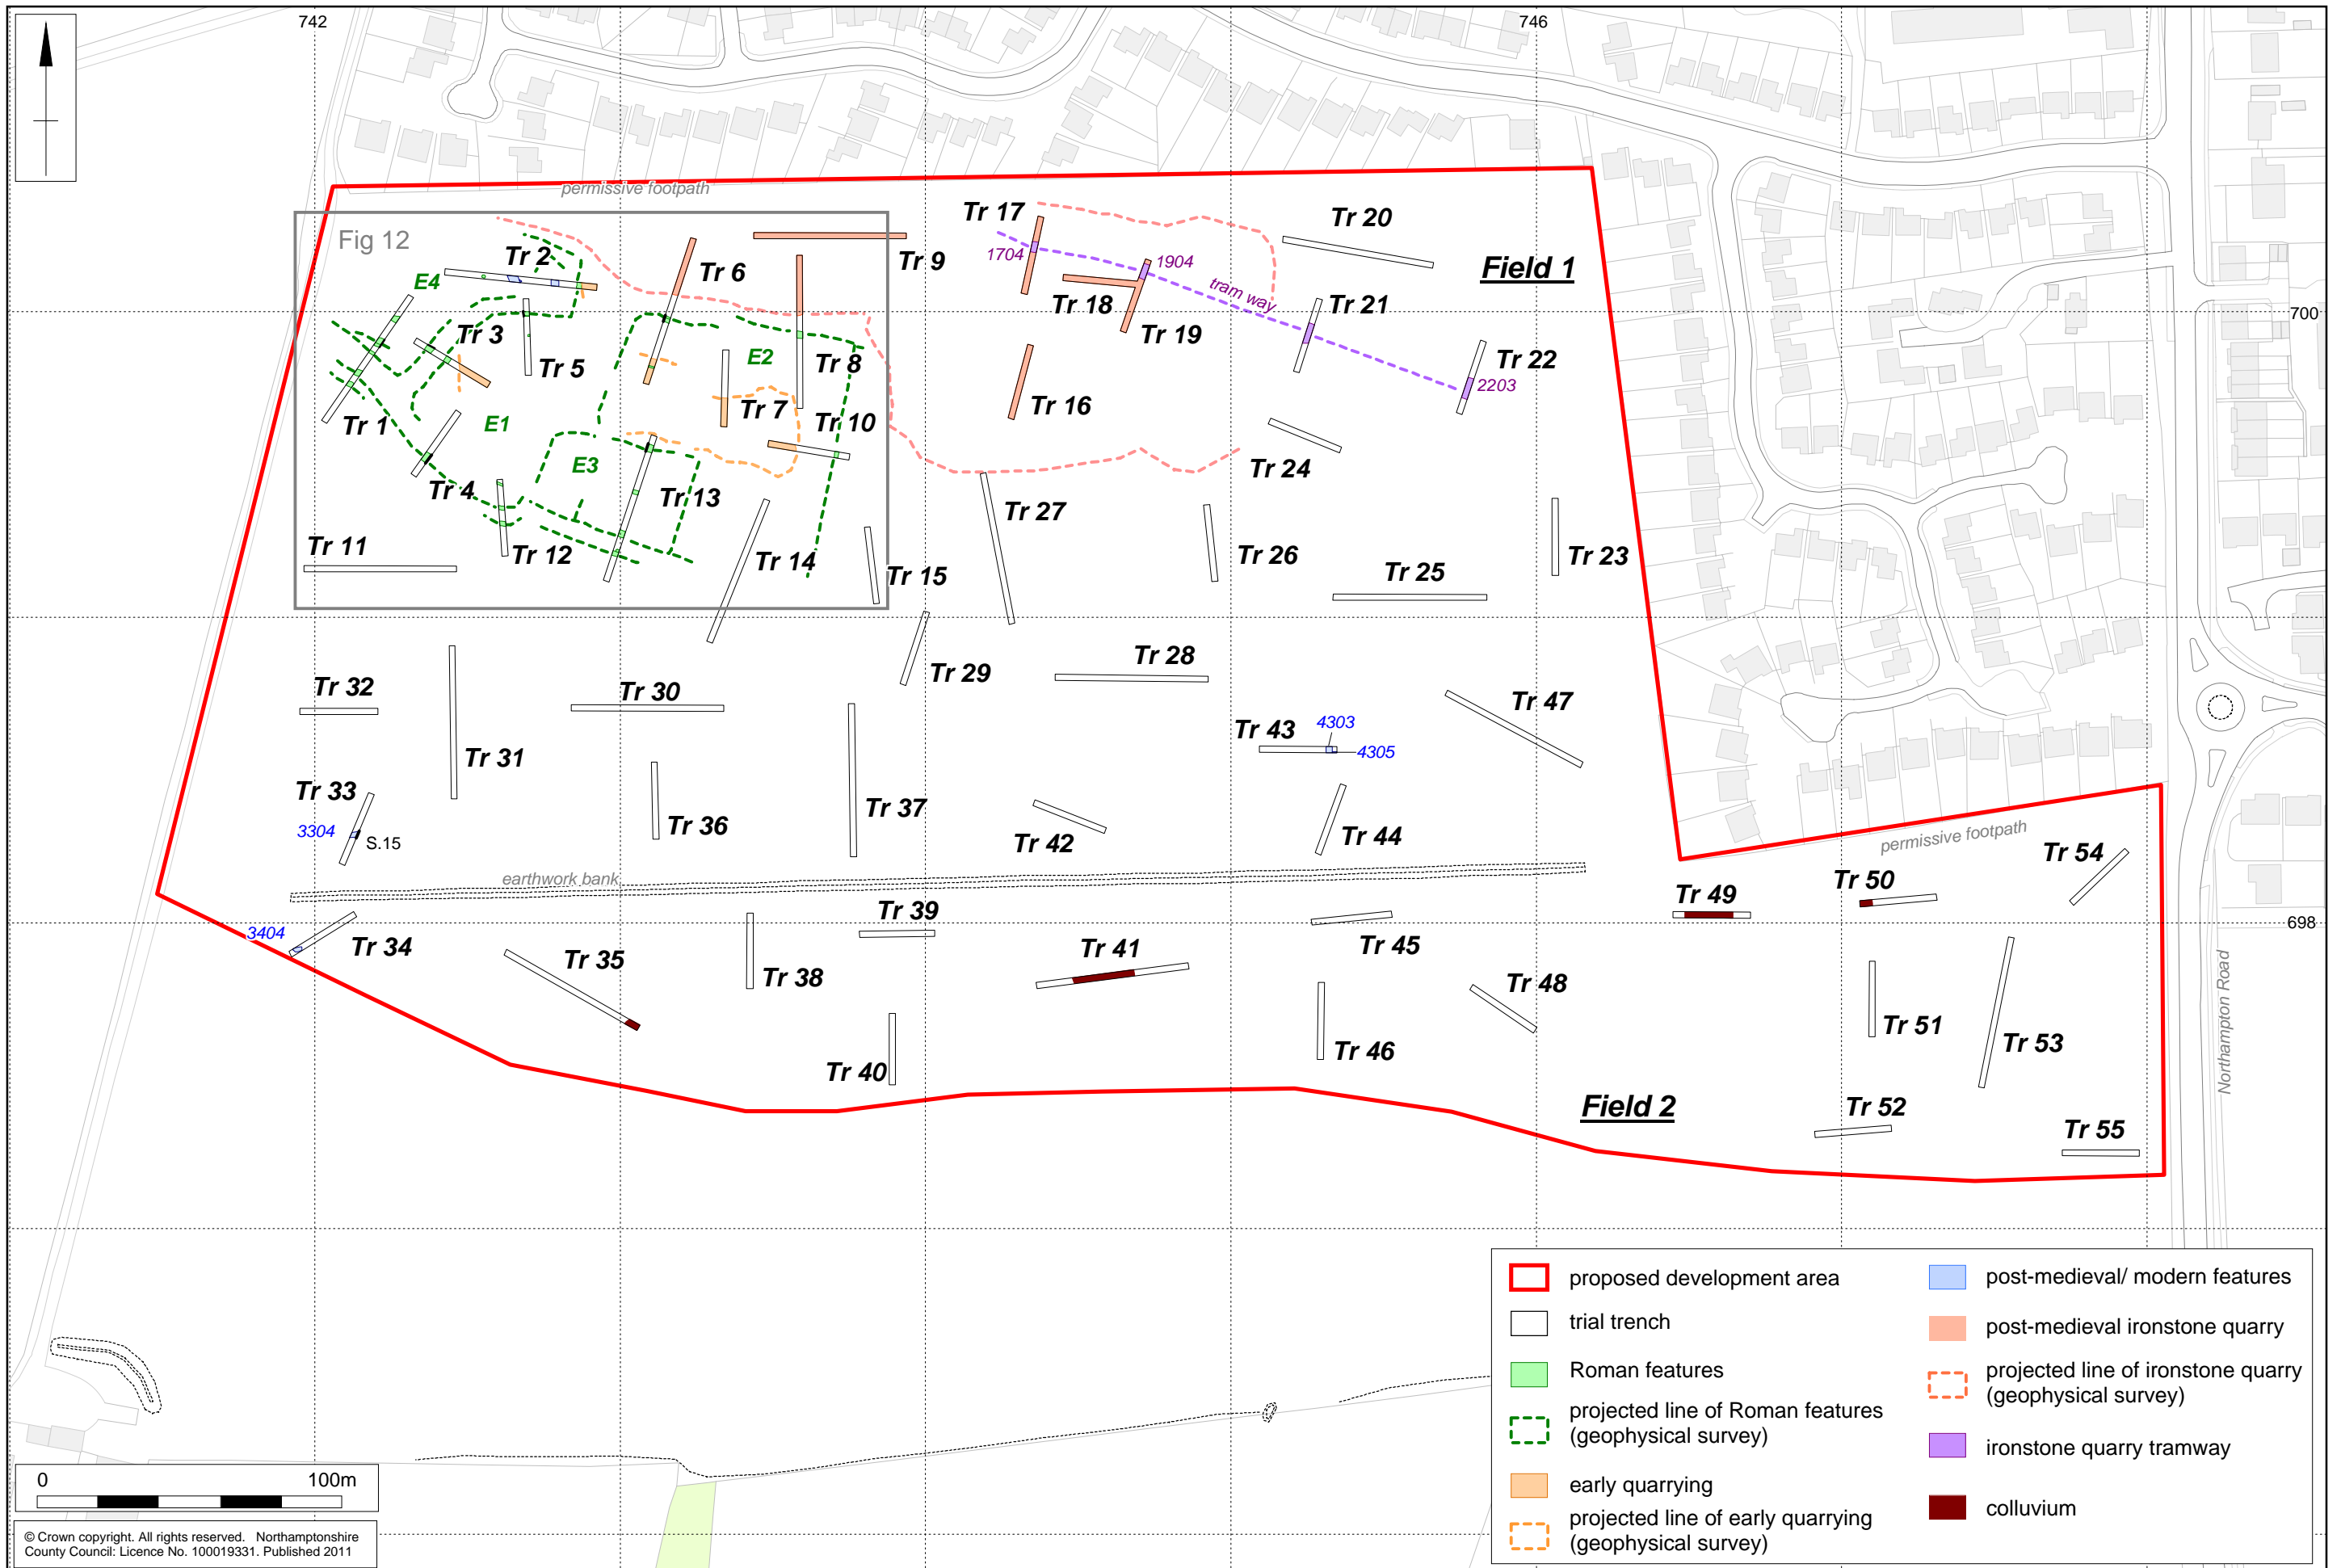 742
746
permissive footpath
Fig 12
Tr 17
Tr 20
Tr 2
Tr 6
Tr 9
1704
1904
Field 1
E4
tram way
Tr 18
Tr 21
700
Tr 3
Tr 19
Tr 5
E2
Tr 8
Tr 22
2203
Tr 1
E1
Tr 7
Tr 10
Tr 16
E3
Tr 24
Tr 4
Tr 13
Tr 27
Tr 11
Tr 12
Tr 14
Tr 15
Tr 26
Tr 25
Tr 23
Tr 32
Tr 30
Tr 29
Tr 28
Tr 47
Tr 31
Tr 43
4303
4305
Tr 33
3304
S.15
Tr 36
Tr 37
Tr 42
Tr 44
permissive footpath
Tr 54
earthwork bank
Tr 49
Tr 50
Tr 39
698
3404
Tr 34
Tr 35
Tr 38
Tr 41
Tr 45
Tr 48
Northampton Road
Tr 51
Tr 53
Tr 40
Tr 46
Field 2
Tr 52
Tr 55
proposed development area
trial trench
Roman features
projected line of Roman features
(geophysical survey)
early quarrying
projected line of early quarrying
(geophysical survey)
post-medieval/ modern features
post-medieval ironstone quarry
projected line of ironstone quarry
(geophysical survey)
ironstone quarry tramway
colluvium
0 100m
© Crown copyright. All rights reserved. Northamptonshire
County Council: Licence No. 100019331. Published 2011